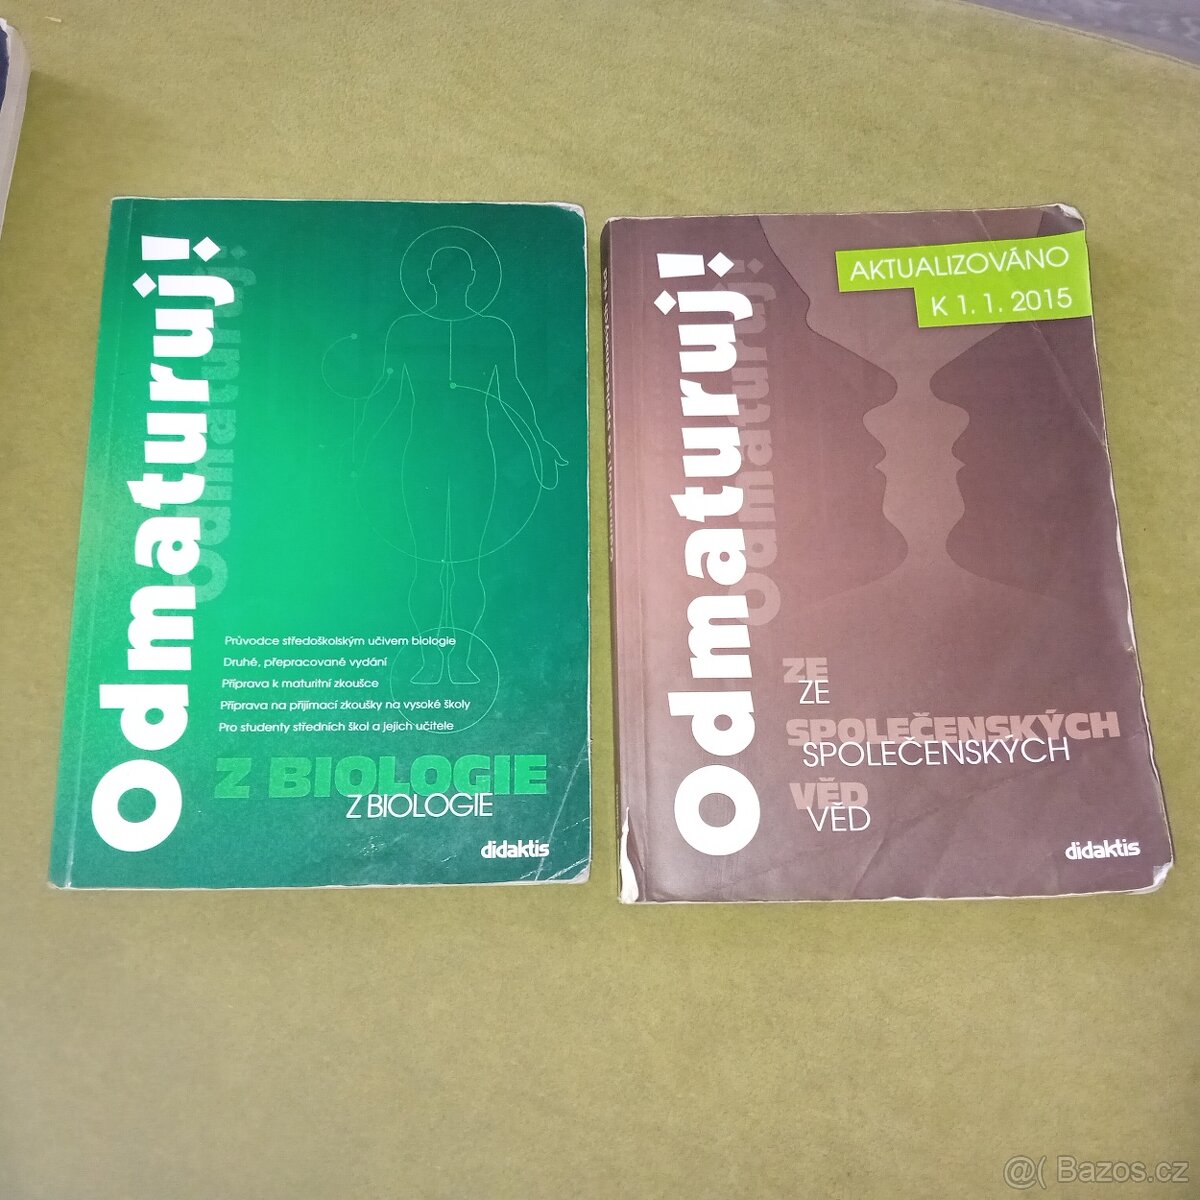 Odmaturuj!
Průvodce středoškolským učivem biologie
Druhé, přepracované vydání
Příprava k maturitní zkoušce
Příprava na přijímací zkoušky na vysoké školy
Pro studenty středních škol a jejich učitele
Z BIOLOGIE
Z BIOLOGIE
didaktis
Odmaturuj!
Odmaturuj!
AKTUALIZOVÁNO
K 1. 1. 2015
Odmaturuj!
ZE
ZE
SPOLEČENSKÝCH
SPOLEČENSKÝCH
VĚD
VĚD
didaktis
@( Bazos.cz